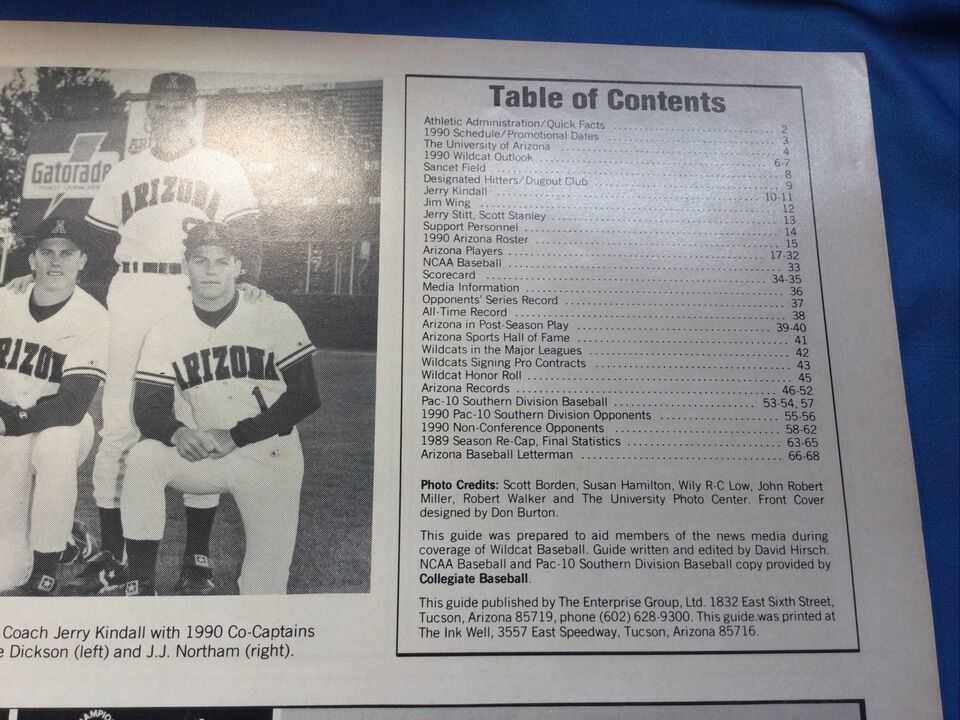 Gatorade
ARIZONA
RIZON
ARIZONA
1
Coach Jerry Kindall with 1990 Co-Captains
e Dickson (left) and J.J. Northam (right).
Table of Contents
Athletic Administration/Quick Facts 2
1990 Schedule/Promotional Dates 3
The University of Arizona 4
1990 Wildcat Outlook 6-7
Sancet Field 8
Designated Hitters/Dugout Club 9
Jerry Kindall 10-11
Jim Wing 12
Jerry Stitt, Scott Stanley 13
Support Personnel 14
1990 Arizona Roster 15
Arizona Players 17-32
NCAA Baseball 33
Scorecard 34-35
Media Information 36
Opponents' Series Record 37
All-Time Record 38
Arizona in Post-Season Play 39-40
Arizona Sports Hall of Fame 41
Wildcats in the Major Leagues 42
Wildcats Signing Pro Contracts 43
Wildcat Honor Roll 45
Arizona Records 46-52
Pac-10 Southern Division Baseball 53-54, 57
1990 Pac-10 Southern Division Opponents 55-56
1990 Non-Conference Opponents 58-62
1989 Season Re-Cap, Final Statistics 63-65
Arizona Baseball Letterman 66-68
Photo Credits: Scott Borden, Susan Hamilton, Wily R-C Low, John Robert
Miller, Robert Walker and The University Photo Center. Front Cover
designed by Don Burton.
This guide was prepared to aid members of the news media during
coverage of Wildcat Baseball. Guide written and edited by David Hirsch.
NCAA Baseball and Pac-10 Southern Division Baseball copy provided by
Collegiate Baseball.
This guide published by The Enterprise Group, Ltd. 1832 East Sixth Street,
Tucson, Arizona 85719, phone (602) 628-9300. This guide was printed at
The Ink Well, 3557 East Speedway, Tucson, Arizona 85716.